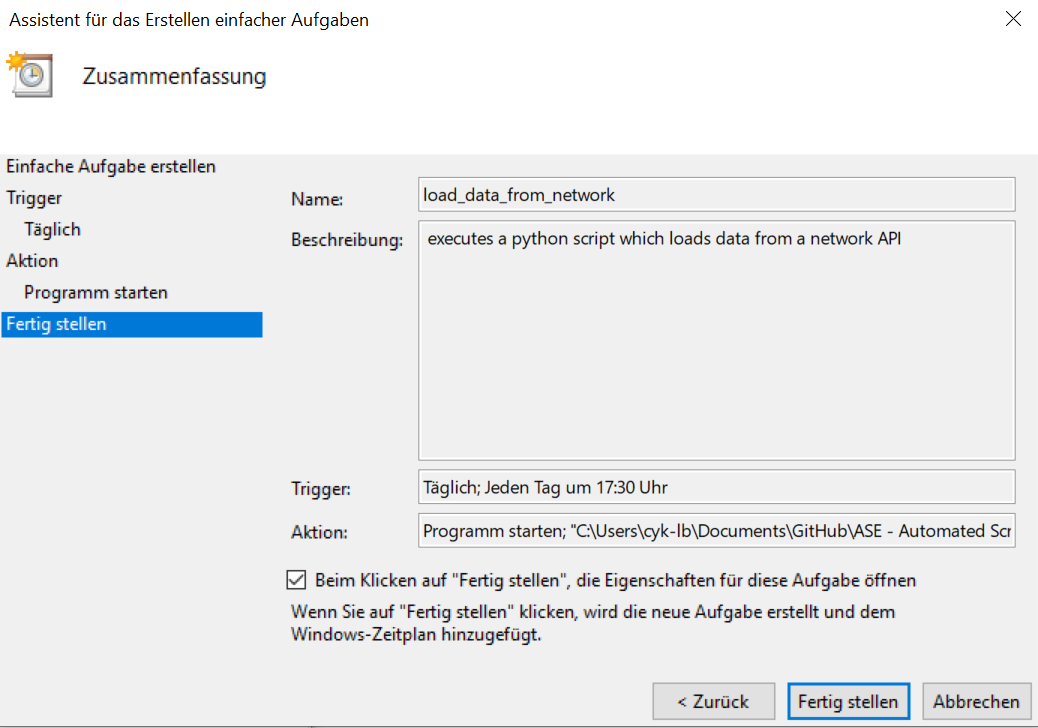 Assistent für das Erstellen einfacher Aufgaben
Zusammenfassung
Einfache Aufgabe erstellen
Trigger
Täglich
Aktion
Programm starten
Fertig stellen
Name:
load_data_from_network
Beschreibung:
executes a python script which loads data from a network API
Trigger:
Täglich; Jeden Tag um 17:30 Uhr
Aktion:
Programm starten; "C:\Users\cyk-lb\Documents\GitHub\ASE - Automated Scr
Beim Klicken auf "Fertig stellen", die Eigenschaften für diese Aufgabe öffnen
Wenn Sie auf "Fertig stellen" klicken, wird die neue Aufgabe erstellt und dem
Windows-Zeitplan hinzugefügt.
< Zurück
Fertig stellen
Abbrechen